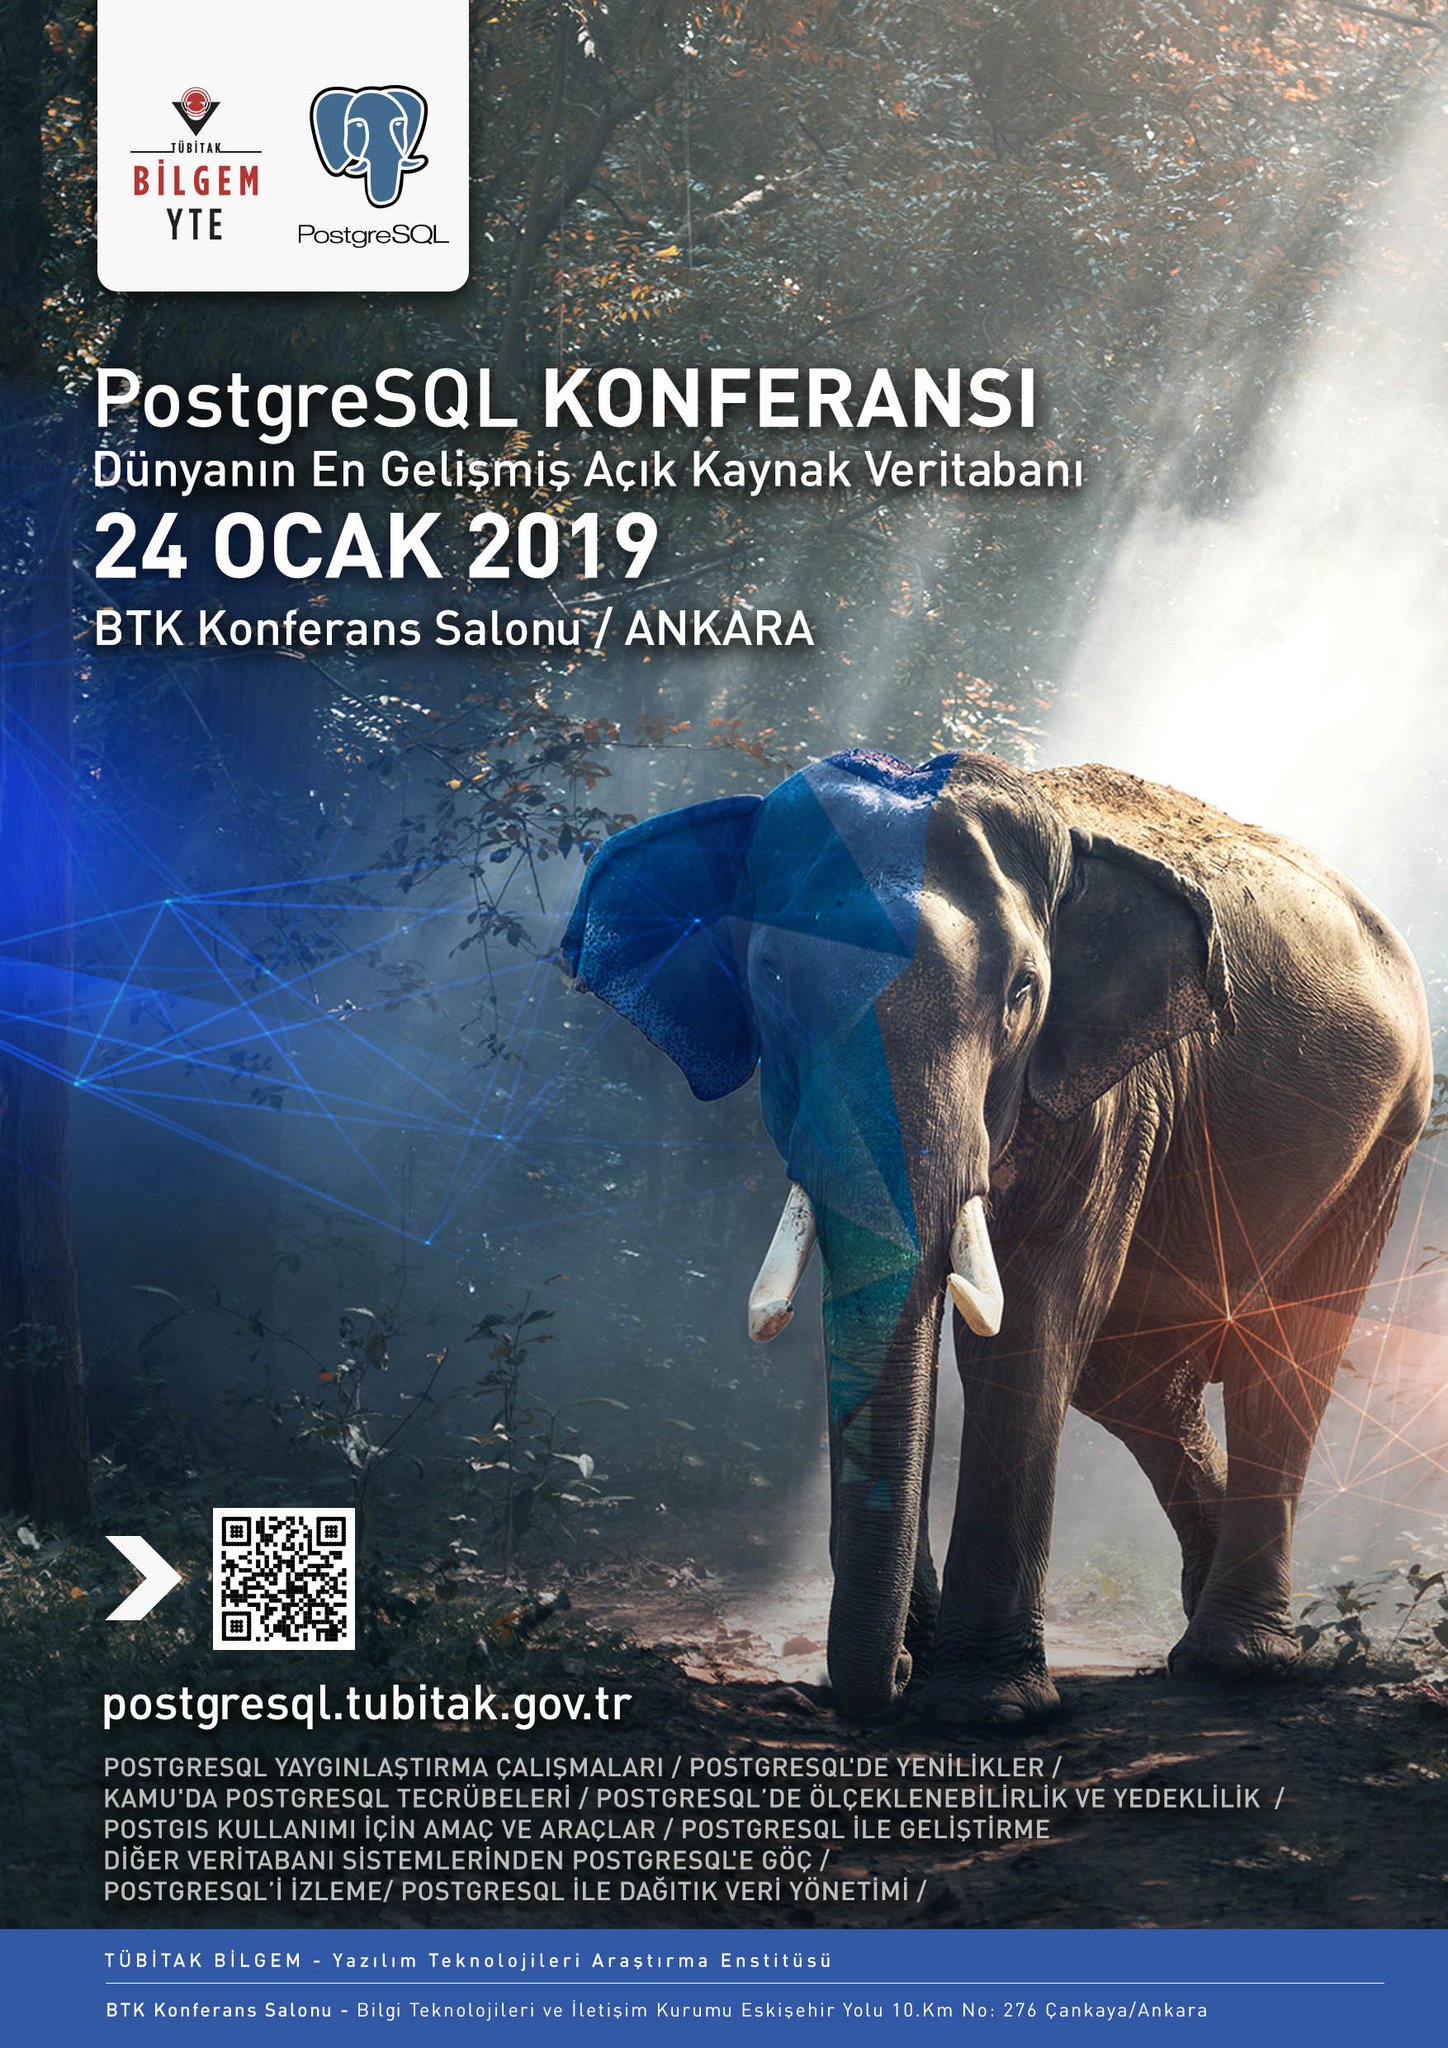 TÜBİTAK
BİLGEM
YTE
PostgreSQL
PostgreSQL KONFERANSI
Dünyanın En Gelişmiş Açık Kaynak Veritabanı
24 OCAK 2019
BTK Konferans Salonu / ANKARA
postgresql.tubitak.gov.tr
POSTGRESQL YAYGINLAŞTIRMA ÇALIŞMALARI / POSTGRESQL'DE YENİLİKLER /
KAMU'DA POSTGRESQL TECRÜBELERİ / POSTGRESQL’DE ÖLÇEKLENEBİLİRLİK VE YEDEKLİLİK /
POSTGIS KULLANIMI İÇİN AMAÇ VE ARAÇLAR / POSTGRESQL İLE GELİŞTİRME
DİĞER VERİTABANI SİSTEMLERİNDEN POSTGRESQL'E GÖÇ /
POSTGRESQL’İ İZLEME/ POSTGRESQL İLE DAĞITIK VERİ YÖNETİMİ /
TÜBİTAK BİLGEM - Yazılım Teknolojileri Araştırma Enstitüsü
BTK Konferans Salonu - Bilgi Teknolojileri ve İletişim Kurumu Eskişehir Yolu 10.Km No: 276 Çankaya/Ankara